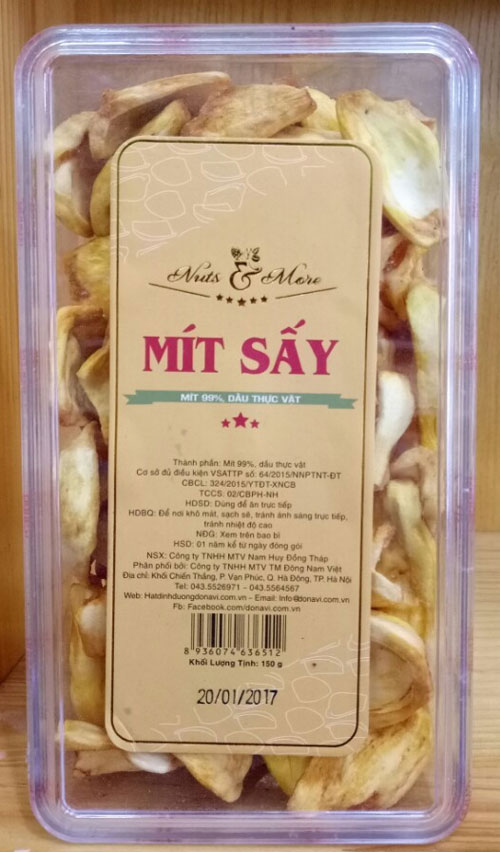 Nuts & More
MÍT SẤY
MÍT 99%, DẦU THỰC VẬT
Thành phần: Mít 99%, dầu thực vật
Cơ sở đủ điều kiện VSATTP số: 64/2015/NNPTNT-ĐT
CBCL: 324/2015/YTĐT-XNCB
TCCS: 02/CBPH-NH
HDSD: Dùng để ăn trực tiếp
HDBQ: Để nơi khô mát, sạch sẽ, tránh ánh sáng trực tiếp,
tránh nhiệt độ cao
NĐG: Xem trên bao bì
HSD: 01 năm kể từ ngày đóng gói
NSX: Công ty TNHH MTV Nam Huy Đồng Tháp
Phân phối bởi: Công ty TNHH MTV TM Đông Nam Việt
Địa chỉ: Khối Chiến Thắng, P. Vạn Phúc, Q. Hà Đông, TP. Hà Nội
Tel: 043.5526971 - 043.5564567
Web: Hatdinhduongdonavi.com.vn – Email: Info@donavi.com.vn
Fb: Facebook.com/donavi.com.vn
8 936074 636512
Khối Lượng Tịnh: 150 g
20/01/2017